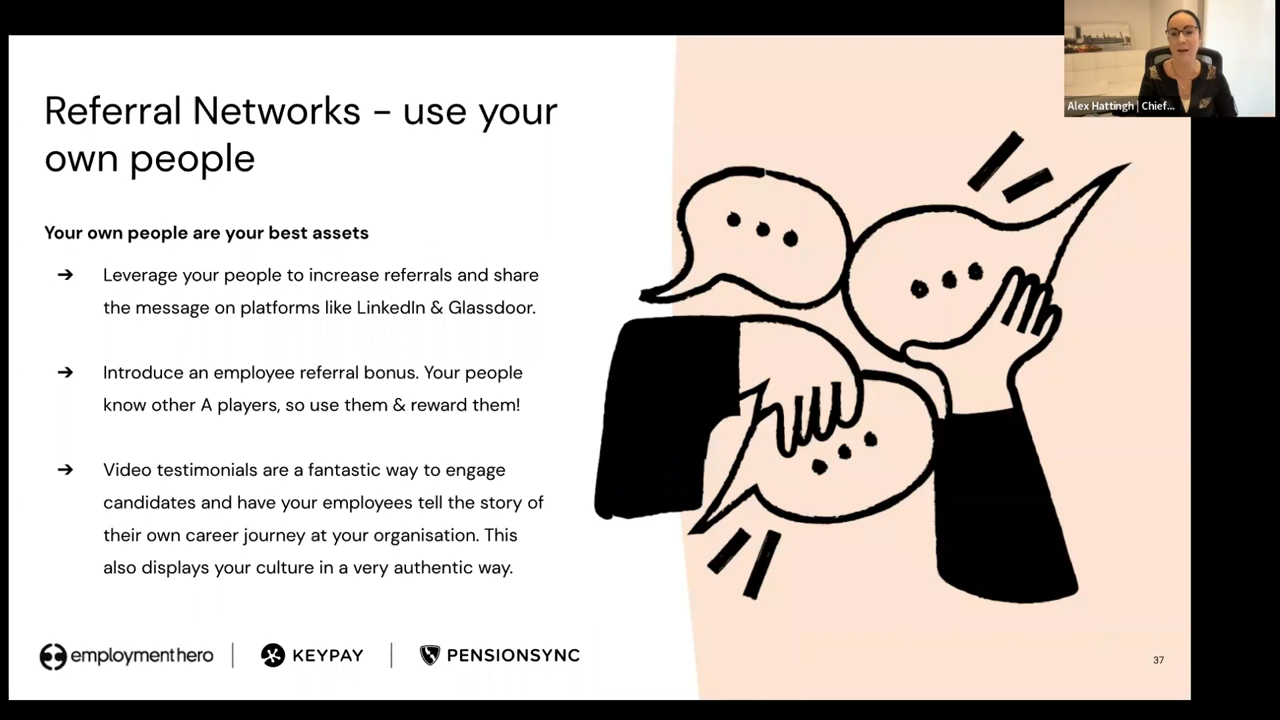 Alex Hattingh | Chief...
Referral Networks - use your
own people
Your own people are your best assets
➔ Leverage your people to increase referrals and share
the message on platforms like LinkedIn & Glassdoor.
➔ Introduce an employee referral bonus. Your people
know other A players, so use them & reward them!
➔ Video testimonials are a fantastic way to engage
candidates and have your employees tell the story of
their own career journey at your organisation. This
also displays your culture in a very authentic way.
employmenthero | KEYPAY | PENSIONSYNC
37